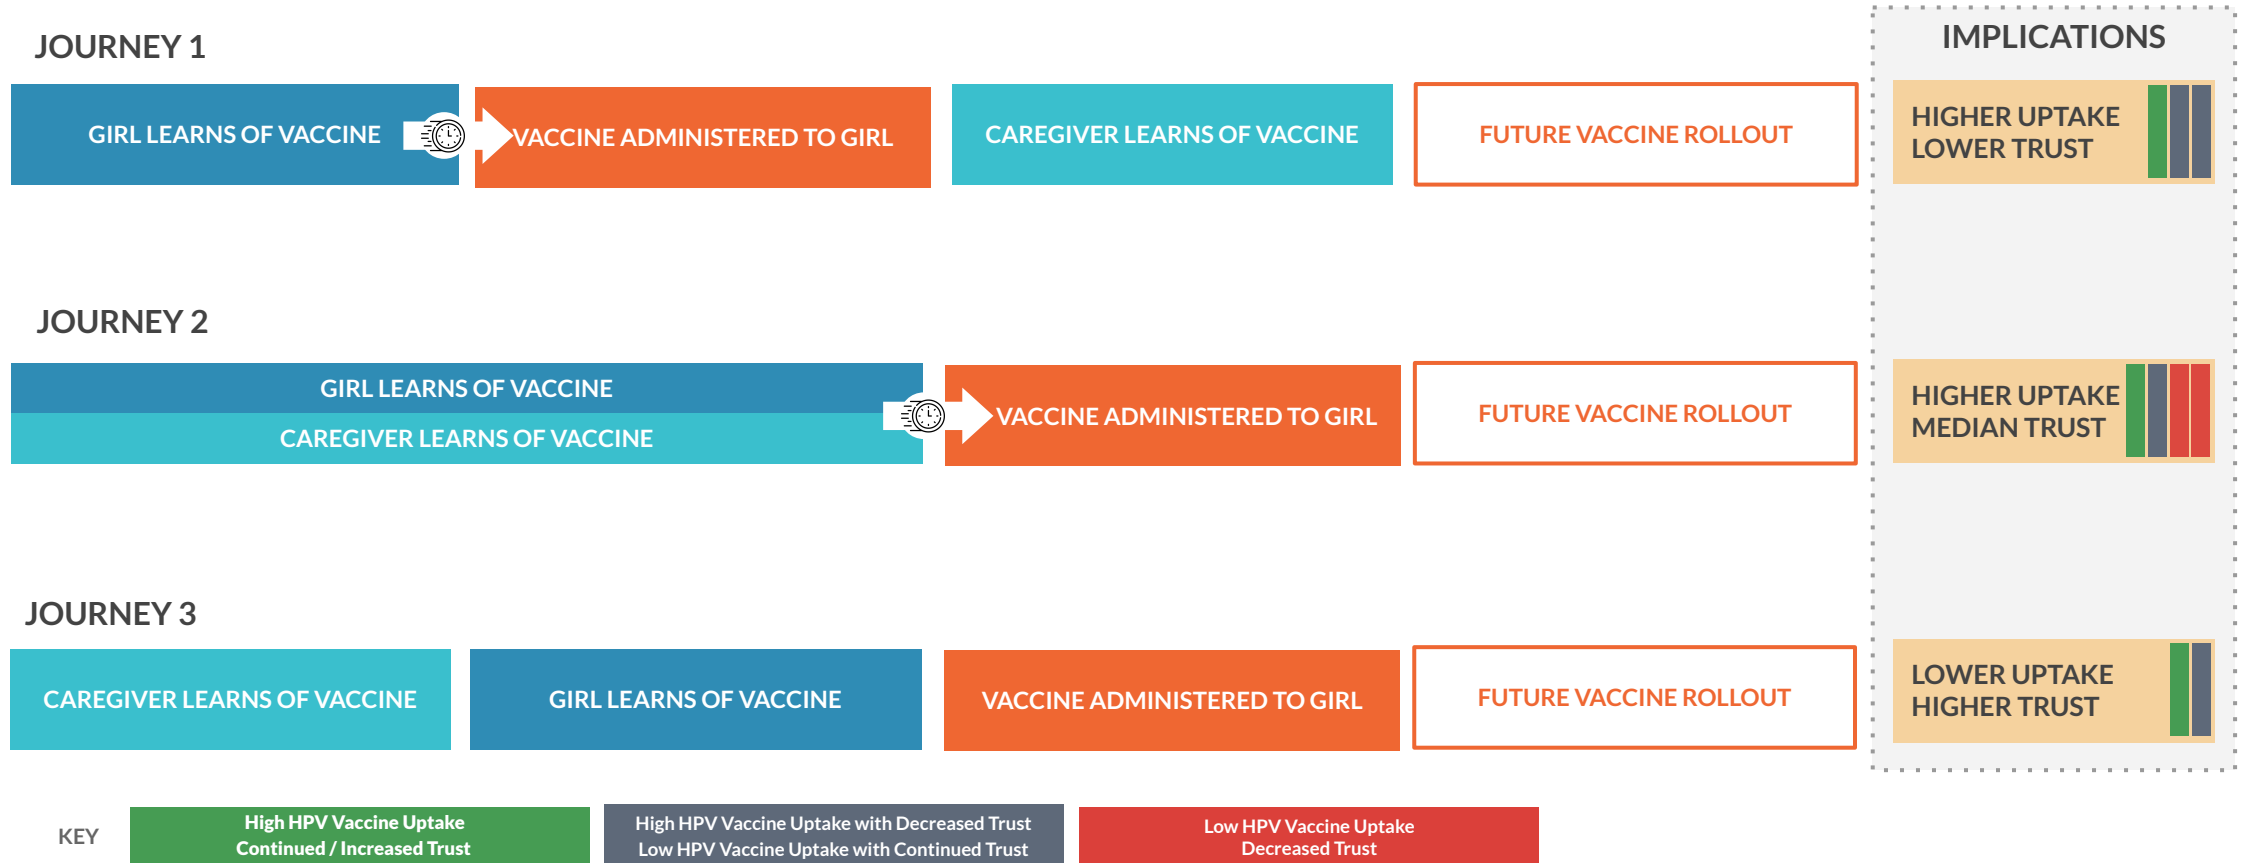 JOURNEY 1
GIRL LEARNS OF VACCINE
VACCINE ADMINISTERED TO GIRL
CAREGIVER LEARNS OF VACCINE
FUTURE VACCINE ROLLOUT
IMPLICATIONS
HIGHER UPTAKE
LOWER TRUST
JOURNEY 2
GIRL LEARNS OF VACCINE
CAREGIVER LEARNS OF VACCINE
VACCINE ADMINISTERED TO GIRL
FUTURE VACCINE ROLLOUT
HIGHER UPTAKE
MEDIAN TRUST
JOURNEY 3
CAREGIVER LEARNS OF VACCINE
GIRL LEARNS OF VACCINE
VACCINE ADMINISTERED TO GIRL
FUTURE VACCINE ROLLOUT
LOWER UPTAKE
HIGHER TRUST
KEY
High HPV Vaccine Uptake
Continued / Increased Trust
High HPV Vaccine Uptake with Decreased Trust
Low HPV Vaccine Uptake with Continued Trust
Low HPV Vaccine Uptake
Decreased Trust